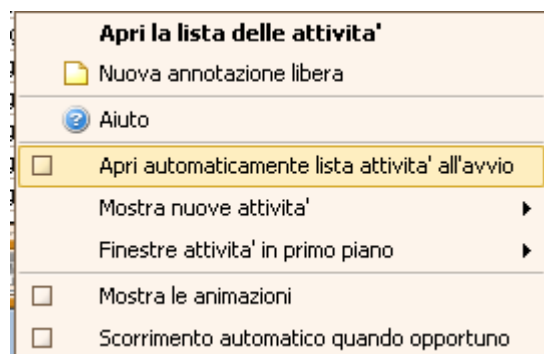 Apri la lista delle attivita'
Nuova annotazione libera
Aiuto
Apri automaticamente lista attivita' all'avvio
Mostra nuove attivita'
Finestre attivita' in primo piano
Mostra le animazioni
Scorrimento automatico quando opportuno